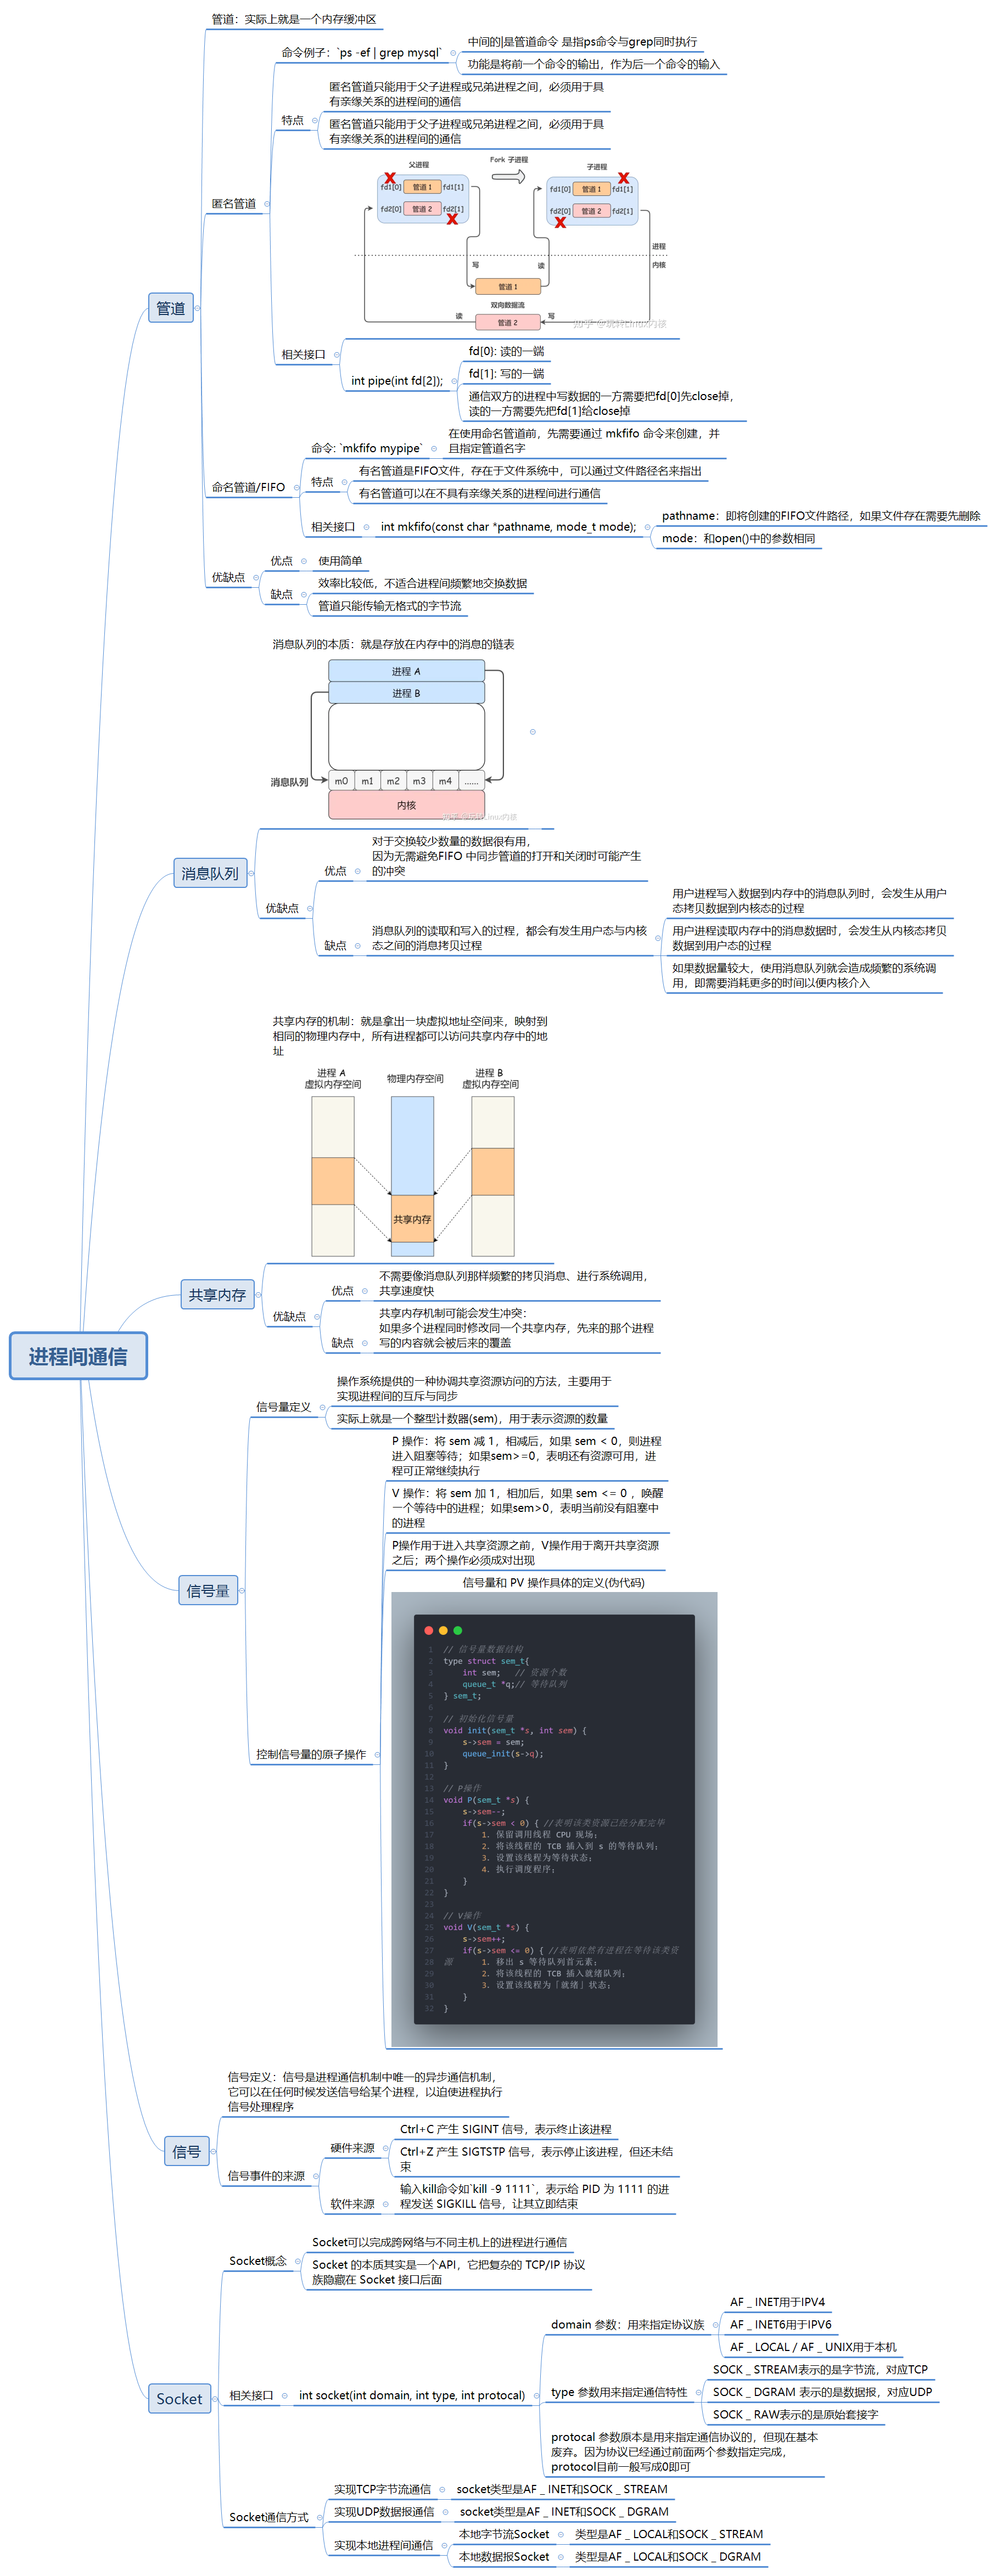 管道：实际上就是一个内存缓冲区
命令例子：`ps -ef | grep mysql`
中间的|是管道命令 是指ps命令与grep同时执行
功能是将前一个命令的输出，作为后一个命令的输入
特点
匿名管道只能用于父子进程或兄弟进程之间，必须用于具
有亲缘关系的进程间的通信
匿名管道只能用于父子进程或兄弟进程之间，必须用于具
有亲缘关系的进程间的通信
匿名管道
父进程
Fork 子进程
子进程
fd1[0] 管道 1 fd1[1]
fd1[0] 管道 1 fd1[1]
fd2[0] 管道 2 fd2[1]
fd2[0] 管道 2 fd2[1]
进程
内核
写
读
管道 1
双向数据流
读
写
管道 2
相关接口
int pipe(int fd[2]);
fd[0]: 读的一端
fd[1]: 写的一端
通信双方的进程中写数据的一方需要把fd[0]先close掉，
读的一方需要先把fd[1]给close掉
管道
命名管道/FIFO
命令: `mkfifo mypipe`
在使用命名管道前，先需要通过 mkfifo 命令来创建，并
且指定管道名字
特点
有名管道是FIFO文件，存在于文件系统中，可以通过文件路径名来指出
有名管道可以在不具有亲缘关系的进程间进行通信
相关接口
int mkfifo(const char *pathname, mode_t mode);
pathname：即将创建的FIFO文件路径，如果文件存在需要先删除
mode：和open()中的参数相同
优缺点
优点
使用简单
缺点
效率比较低，不适合进程间频繁地交换数据
管道只能传输无格式的字节流
消息队列的本质：就是存放在内存中的消息的链表
进程 A
进程 B
消息队列
m0 m1 m2 m3 m4 ......
内核
消息队列
优缺点
优点
对于交换较少数量的数据很有用，
因为无需避免FIFO 中同步管道的打开和关闭时可能产生
的冲突
缺点
消息队列的读取和写入的过程，都会有发生用户态与内核
态之间的消息拷贝过程
用户进程写入数据到内存中的消息队列时，会发生从用户
态拷贝数据到内核态的过程
用户进程读取内存中的消息数据时，会发生从内核态拷贝
数据到用户态的过程
如果数据量较大，使用消息队列就会造成频繁的系统调
用，即需要消耗更多的时间以便内核介入
共享内存的机制：就是拿出一块虚拟地址空间来，映射到
相同的物理内存中，所有进程都可以访问共享内存中的地
址
进程 A
虚拟内存空间
物理内存空间
进程 B
虚拟内存空间
共享内存
共享内存
优缺点
优点
不需要像消息队列那样频繁的拷贝消息、进行系统调用，
共享速度快
缺点
共享内存机制可能会发生冲突：
如果多个进程同时修改同一个共享内存，先来的那个进程
写的内容就会被后来的覆盖
进程间通信
信号量定义
操作系统提供的一种协调共享资源访问的方法，主要用于
实现进程间的互斥与同步
实际上就是一个整型计数器(sem)，用于表示资源的数量
信号量
控制信号量的原子操作
P 操作：将 sem 减 1，相减后，如果 sem < 0，则进程
进入阻塞等待；如果sem>=0，表明还有资源可用，进
程可正常继续执行
V 操作：将 sem 加 1，相加后，如果 sem <= 0 ，唤醒
一个等待中的进程；如果sem>0，表明当前没有阻塞中
的进程
P操作用于进入共享资源之前，V操作用于离开共享资源
之后；两个操作必须成对出现
信号量和 PV 操作具体的定义(伪代码)
1 // 信号量数据结构
2 type struct sem_t{
3 int sem; // 资源个数
4 queue_t *q;// 等待队列
5 } sem_t;
6
7 // 初始化信号量
8 void init(sem_t *s, int sem) {
9 s->sem = sem;
10 queue_init(s->q);
11 }
12
13 // P操作
14 void P(sem_t *s) {
15 s->sem--;
16 if(s->sem < 0) { //表明该类资源已经分配完毕
17 1. 保留调用线程 CPU 现场；
18 2. 将该线程的 TCB 插入到 s 的等待队列；
19 3. 设置该线程为等待状态；
20 4. 执行调度程序；
21 }
22 }
23
24 // V操作
25 void V(sem_t *s) {
26 s->sem++;
27 if(s->sem <= 0) { //表明依然有进程在等待该类资
28 源 1. 移出 s 等待队列首元素；
29 2. 将该线程的 TCB 插入就绪队列；
30 3. 设置该线程为「就绪」状态；
31 }
32 }
信号定义：信号是进程通信机制中唯一的异步通信机制，
它可以在任何时候发送信号给某个进程，以迫使进程执行
信号处理程序
信号
信号事件的来源
硬件来源
Ctrl+C 产生 SIGINT 信号，表示终止该进程
Ctrl+Z 产生 SIGTSTP 信号，表示停止该进程，但还未结
束
软件来源
输入kill命令如`kill -9 1111`，表示给 PID 为 1111 的进
程发送 SIGKILL 信号，让其立即结束
Socket概念
Socket可以完成跨网络与不同主机上的进程进行通信
Socket 的本质其实是一个API，它把复杂的 TCP/IP 协议
族隐藏在 Socket 接口后面
Socket
相关接口
int socket(int domain, int type, int protocal)
domain 参数：用来指定协议族
AF _ INET用于IPV4
AF _ INET6用于IPV6
AF _ LOCAL / AF _ UNIX用于本机
type 参数用来指定通信特性
SOCK _ STREAM表示的是字节流，对应TCP
SOCK _ DGRAM 表示的是数据报，对应UDP
SOCK _ RAW表示的是原始套接字
protocal 参数原本是用来指定通信协议的，但现在基本
废弃。因为协议已经通过前面两个参数指定完成，
protocol目前一般写成0即可
Socket通信方式
实现TCP字节流通信
socket类型是AF _ INET和SOCK _ STREAM
实现UDP数据报通信
socket类型是AF _ INET和SOCK _ DGRAM
实现本地进程间通信
本地字节流Socket
类型是AF _ LOCAL和SOCK _ STREAM
本地数据报Socket
类型是AF _ LOCAL和SOCK _ DGRAM